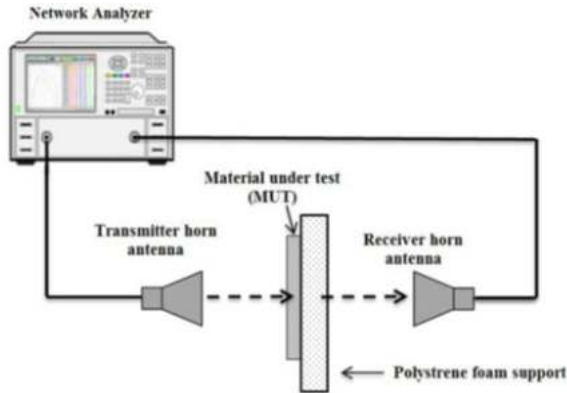 Network Analyzer
Material under test
(MUT)
Transmitter horn
antenna
Receiver horn
antenna
Polystrene foam support